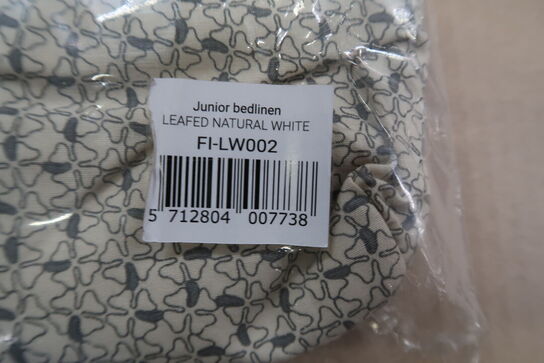 Junior bedlinen
LEAFED NATURAL WHITE
FI-LW002
5 712804 007738